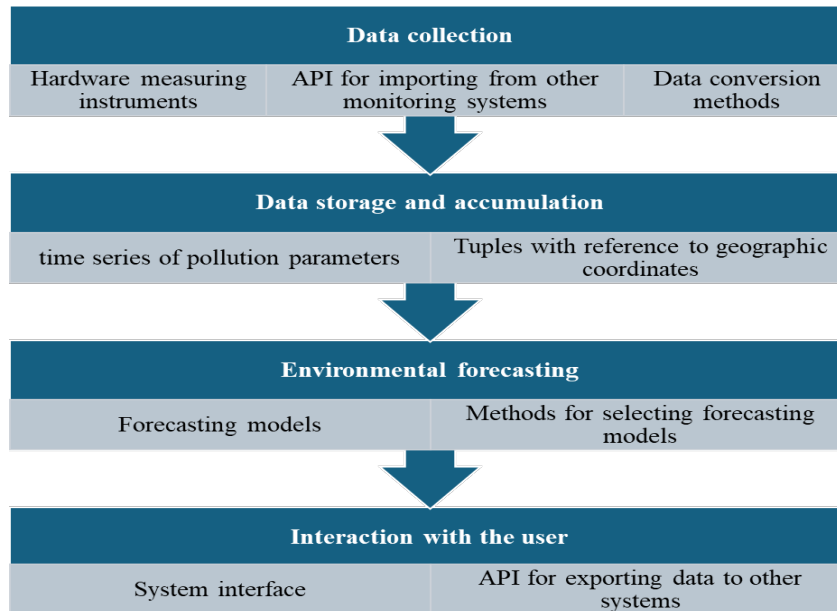 Data collection
Hardware measuring
instruments
API for importing from other
monitoring systems
Data conversion
methods
Data storage and accumulation
time series of pollution parameters
Tuples with reference to geographic
coordinates
Environmental forecasting
Forecasting models
Methods for selecting forecasting
models
Interaction with the user
System interface
API for exporting data to other
systems